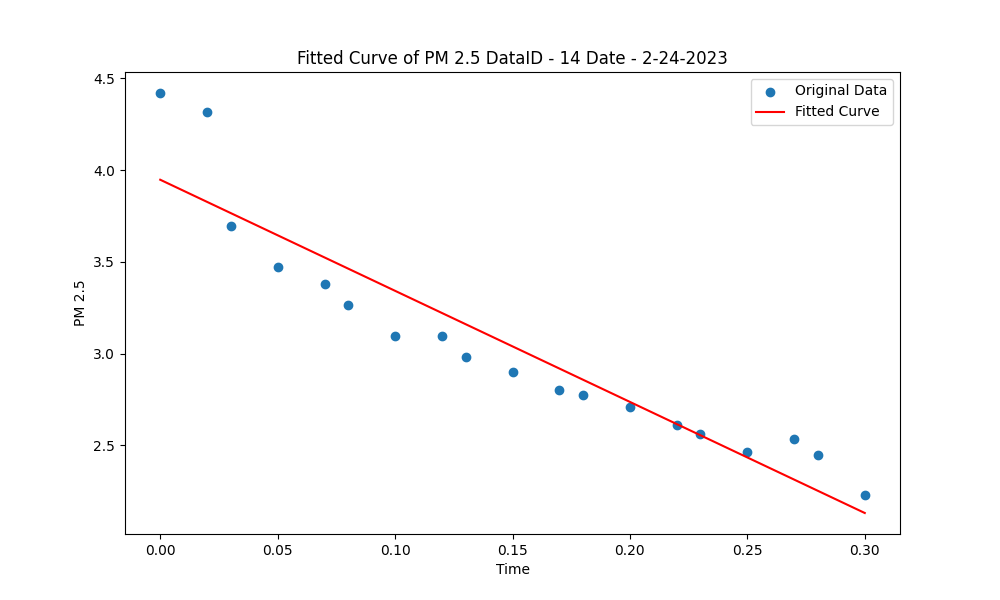 Fitted Curve of PM 2.5 DataID - 14 Date - 2-24-2023
Original Data
Fitted Curve
4.5
4.0
3.5
3.0
2.5
PM 2.5
0.00 0.05 0.10 0.15 0.20 0.25 0.30
Time